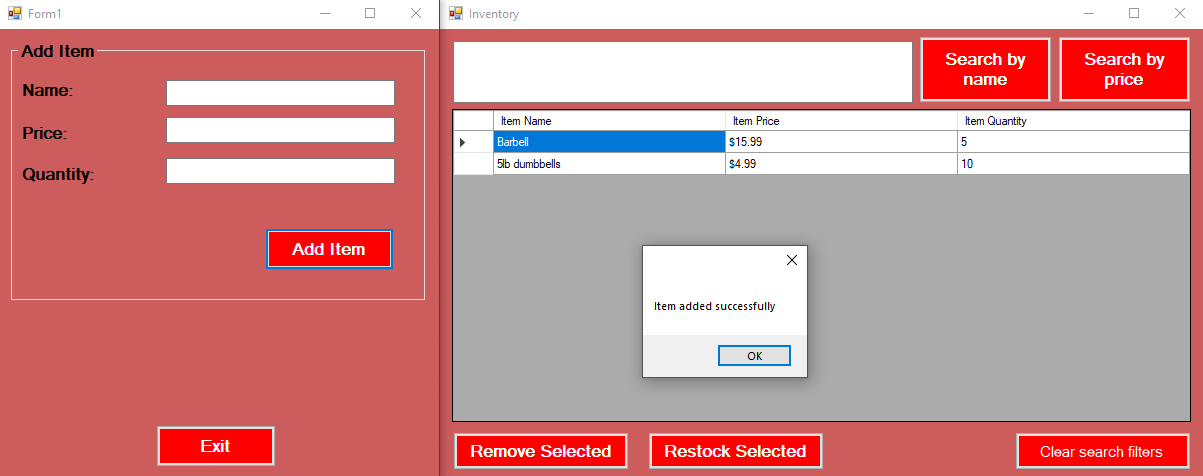 Form1
Add Item
Name:
Price:
Quantity:
Add Item
Exit
Inventory
Search by
name
Search by
price
Item Name Item Price Item Quantity
Barbell $15.99 5
5lb dumbbells $4.99 10
Item added successfully
OK
Remove Selected
Restock Selected
Clear search filters